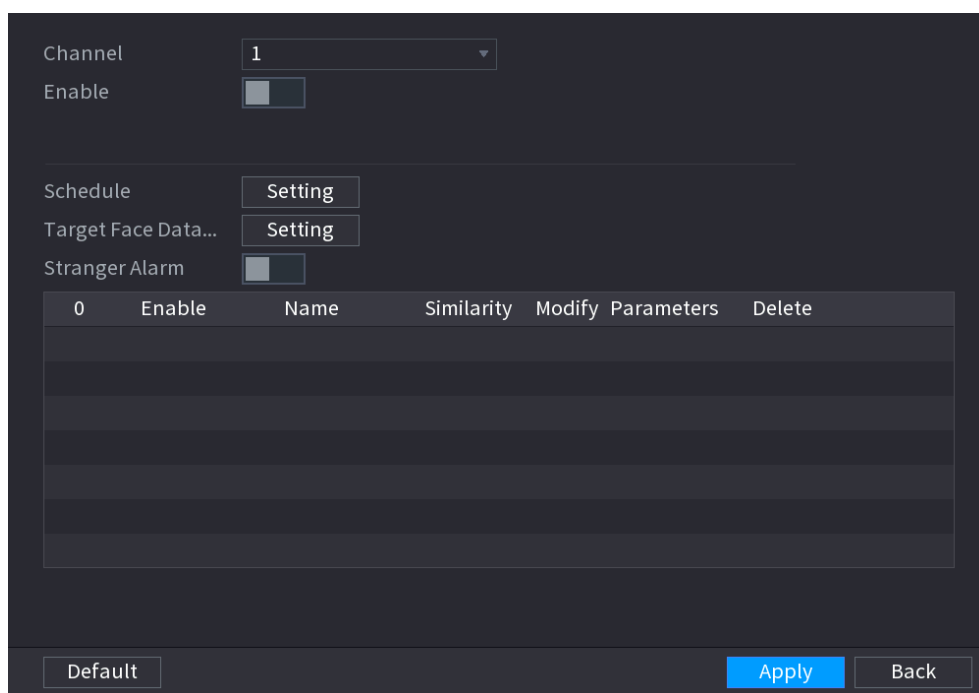 Channel 1
Enable
Schedule Setting
Target Face Data... Setting
Stranger Alarm
0 Enable Name Similarity Modify Parameters Delete
Default Apply Back